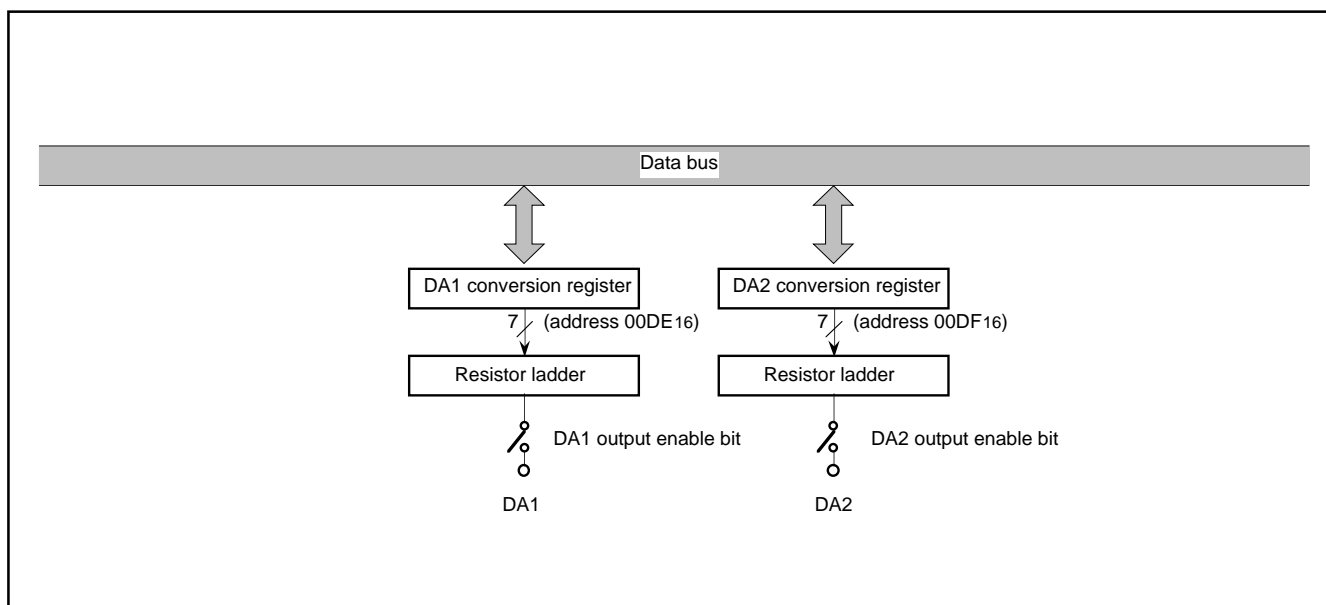 Data bus
DA1 conversion register
DA2 conversion register
7 (address 00DE16)
7 (address 00DF16)
Resistor ladder
Resistor ladder
DA1 output enable bit
DA2 output enable bit
DA1
DA2